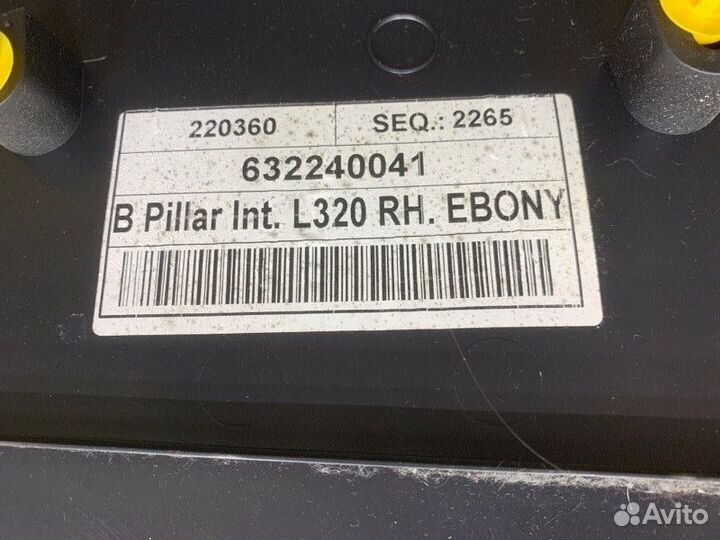 220360 SEQ.: 2265
632240041
B Pillar Int. L320 RH. EBONY
Avito